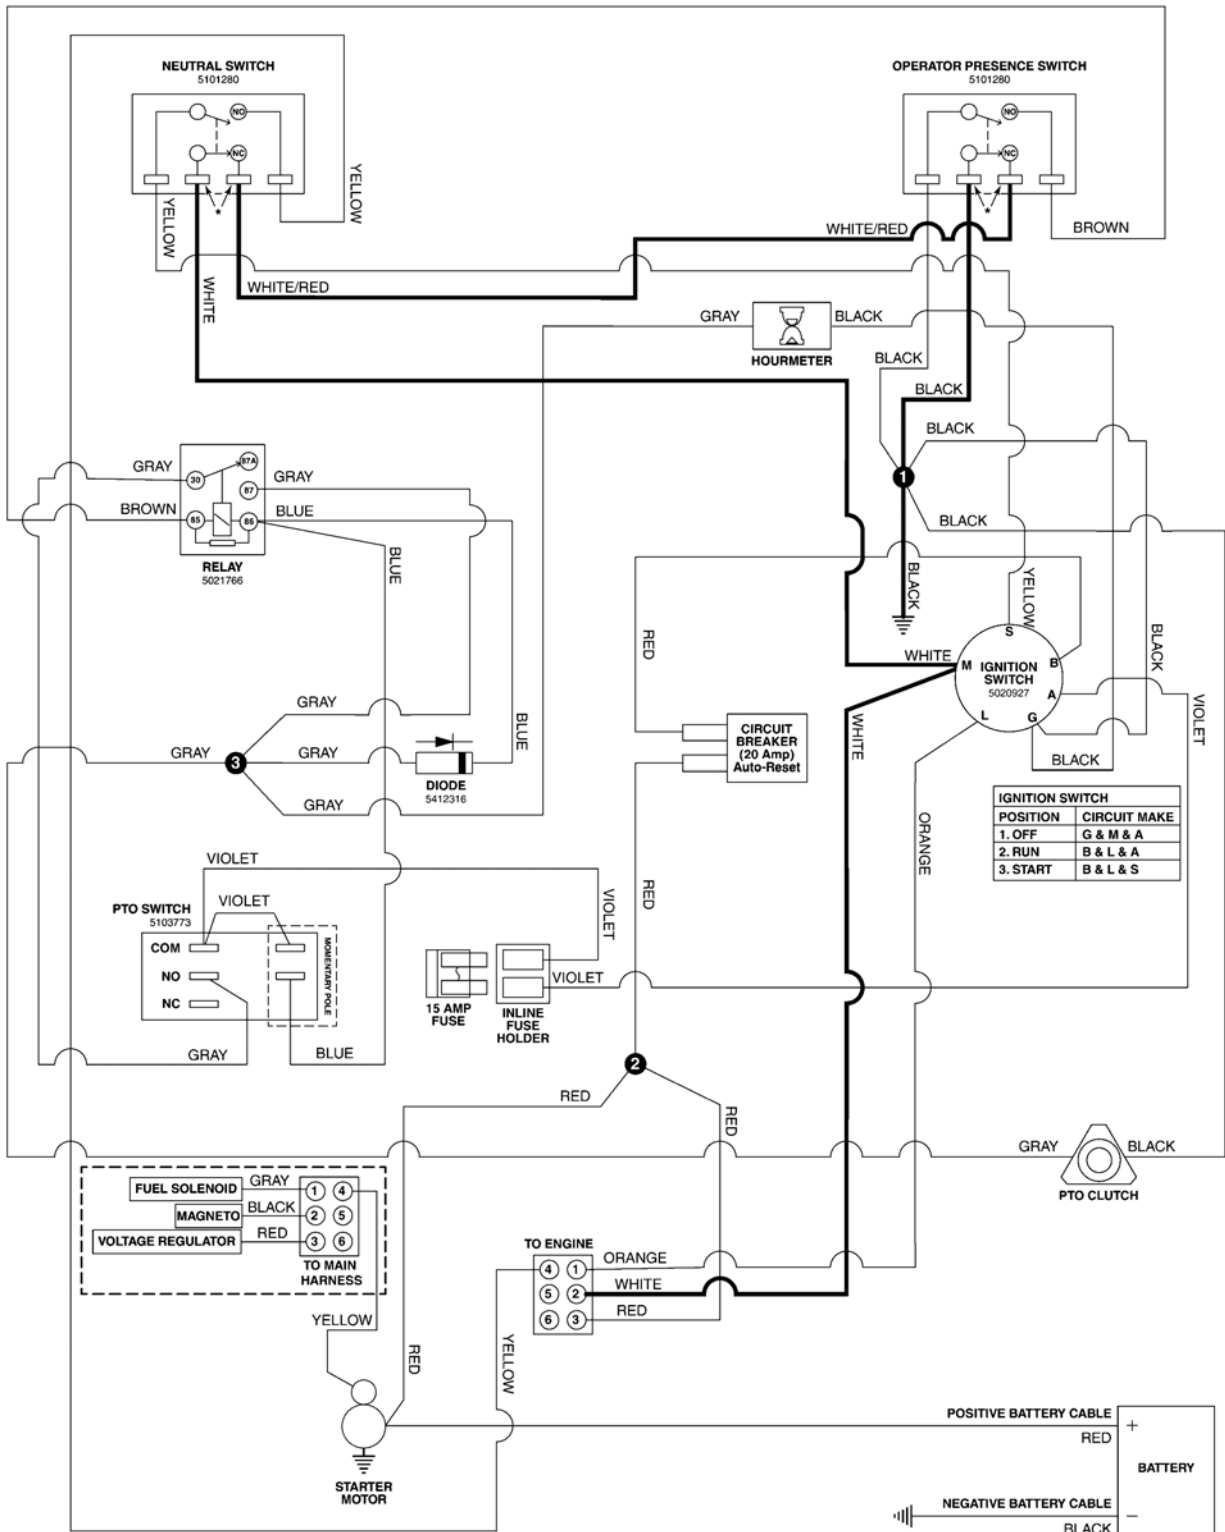 NEUTRAL SWITCH
5101280
OPERATOR PRESENCE SWITCH
5101280
NO
NO
NC
NC
YELLOW
YELLOW
*
*
WHITE/RED
BROWN
WHITE
WHITE/RED
GRAY
BLACK
HOURMETER
BLACK
BLACK
BLACK
GRAY
30
87A
87
GRAY
1
BROWN
85
86
BLUE
BLACK
RELAY
5021766
BLUE
BLACK
YELLOW
RED
BLACK
WHITE
S
M
B
IGNITION
SWITCH
5020927
A
L
G
VIOLET
GRAY
BLUE
WHITE
GRAY
3
GRAY
DIODE
5412316
CIRCUIT
BREAKER
(20 Amp)
Auto-Reset
BLACK
GRAY
ORANGE
IGNITION SWITCH
POSITION CIRCUIT MAKE
1. OFF G & M & A
2. RUN B & L & A
3. START B & L & S
VIOLET
VIOLET
RED
VIOLET
PTO SWITCH
5103773
COM
NO
NC
MOMENTARY POLE
VIOLET
15 AMP
FUSE
INLINE
FUSE
HOLDER
GRAY
BLUE
2
RED
RED
GRAY
BLACK
PTO CLUTCH
FUEL SOLENOID
GRAY
1 4
MAGNETO
BLACK
2 5
VOLTAGE REGULATOR
RED
3 6
TO MAIN
HARNESS
TO ENGINE
4 1
ORANGE
5 2
WHITE
6 3
RED
YELLOW
RED
YELLOW
STARTER
MOTOR
POSITIVE BATTERY CABLE
+
RED
BATTERY
NEGATIVE BATTERY CABLE
−
BLACK